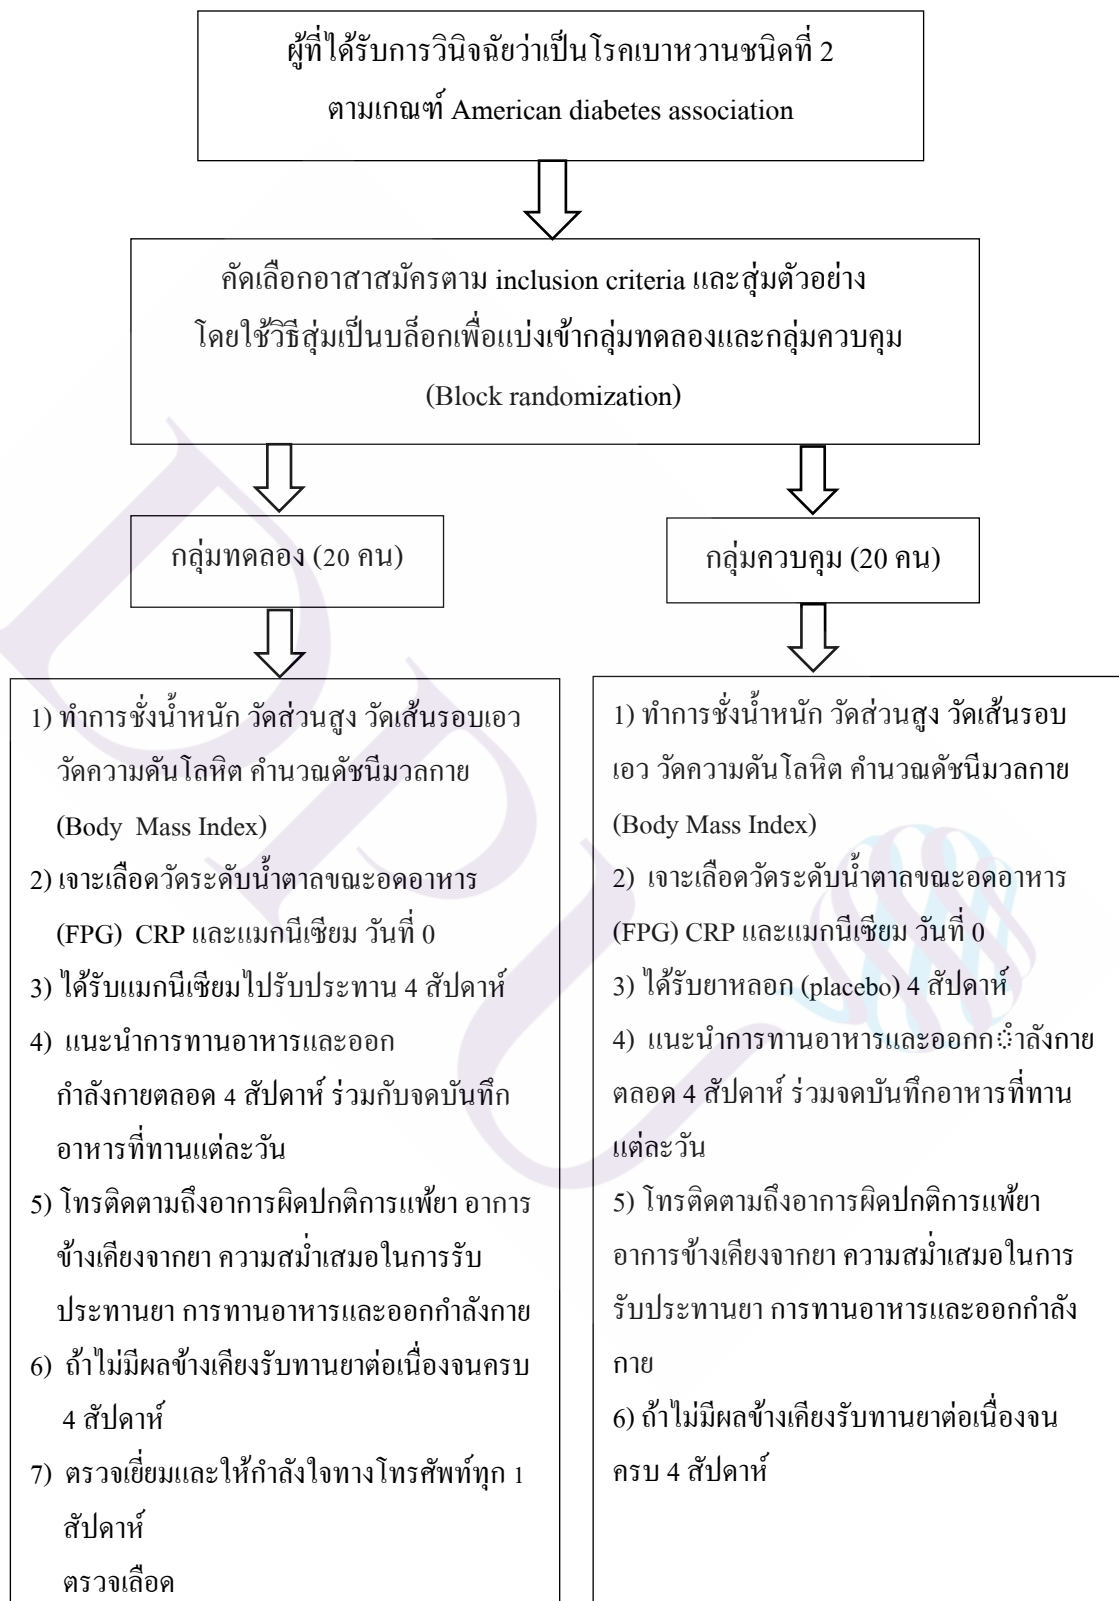 ผู้ที่ได้รับการวินิจฉัยว่าเป็นโรคเบาหวานชนิดที่ 2
ตามเกณฑ์ American diabetes association
คัดเลือกอาสาสมัครตาม inclusion criteria และสุ่มตัวอย่าง
โดยใช้วิธีสุ่มเป็นบล็อกเพื่อแบ่งเข้ากลุ่มทดลองและกลุ่มควบคุม
(Block randomization)
กลุ่มทดลอง (20 คน)
กลุ่มควบคุม (20 คน)
1) ทำการชั่งน้ำหนัก วัดส่วนสูง วัดเส้นรอบเอว
วัดความดันโลหิต คำนวณดัชนีมวลกาย
(Body Mass Index)
2) เจาะเลือดวัดระดับน้ำตาลขณะอดอาหาร
(FPG) CRP และแมกนีเซียม วันที่ 0
3) ได้รับแมกนีเซียมไปรับประทาน 4 สัปดาห์
4) แนะนำการทานอาหารและออก
กำลังกายตลอด 4 สัปดาห์ ร่วมกับจดบันทึก
อาหารที่ทานแต่ละวัน
5) โทรติดตามถึงอาการผิดปกติการแพ้ยา อาการ
ข้างเคียงจากยา ความสม่ำเสมอในการรับ
ประทานยา การทานอาหารและออกกำลังกาย
6) ถ้าไม่มีผลข้างเคียงรับทานยาต่อเนื่องจนครบ
4 สัปดาห์
7) ตรวจเยี่ยมและให้กำลังใจทางโทรศัพท์ทุก 1
สัปดาห์
ตรวจเลือด
1) ทำการชั่งน้ำหนัก วัดส่วนสูง วัดเส้นรอบ
เอว วัดความดันโลหิต คำนวณดัชนีมวลกาย
(Body Mass Index)
2) เจาะเลือดวัดระดับน้ำตาลขณะอดอาหาร
(FPG) CRP และแมกนีเซียม วันที่ 0
3) ได้รับยาหลอก (placebo) 4 สัปดาห์
4) แนะนำการทานอาหารและออกกำลังกาย
ตลอด 4 สัปดาห์ ร่วมจดบันทึกอาหารที่ทาน
แต่ละวัน
5) โทรติดตามถึงอาการผิดปกติการแพ้ยา
อาการข้างเคียงจากยา ความสม่ำเสมอในการ
รับประทานยา การทานอาหารและออกกำลัง
กาย
6) ถ้าไม่มีผลข้างเคียงรับทานยาต่อเนื่องจน
ครบ 4 สัปดาห์
DPU